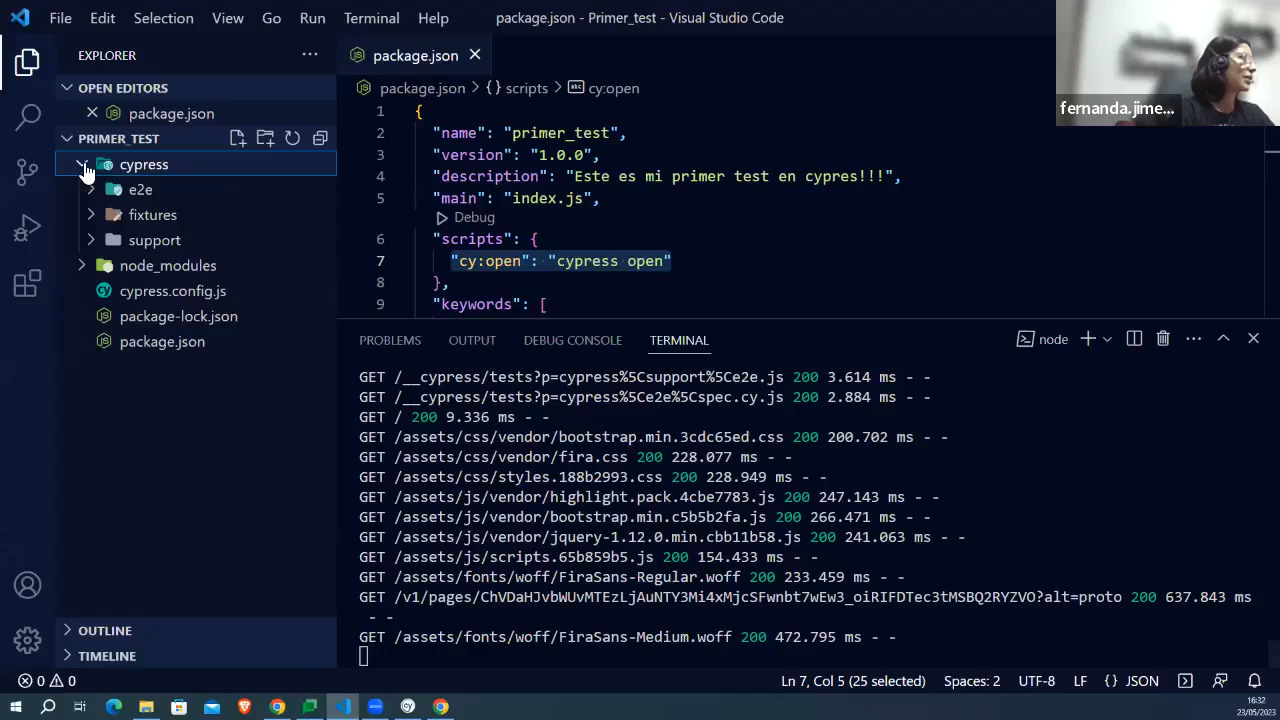 File Edit Selection View Go Run Terminal Help
package.json - Primer_test - Visual Studio Code
fernanda.jime...
EXPLORER
OPEN EDITORS
package.json
PRIMER_TEST
cypress
e2e
fixtures
support
node_modules
cypress.config.js
package-lock.json
package.json
OUTLINE
TIMELINE
package.json
package.json > {} scripts > cy:open
1 {
2 "name": "primer_test",
3 "version": "1.0.0",
4 "description": "Este es mi primer test en cypres!!!",
5 "main": "index.js",
Debug
6 "scripts": {
7 "cy:open": "cypress open"
8 },
9 "keywords": [
PROBLEMS OUTPUT DEBUG CONSOLE TERMINAL
node
GET /__cypress/tests?p=cypress%5Csupport%5Ce2e.js 200 3.614 ms - -
GET /__cypress/tests?p=cypress%5Ce2e%5Cspec.cy.js 200 2.884 ms - -
GET / 200 9.336 ms - -
GET /assets/css/vendor/bootstrap.min.3cdc65ed.css 200 200.702 ms - -
GET /assets/css/vendor/fira.css 200 228.077 ms - -
GET /assets/css/styles.188b2993.css 200 228.949 ms - -
GET /assets/js/vendor/highlight.pack.4cbe7783.js 200 247.143 ms - -
GET /assets/js/vendor/bootstrap.min.c5b5b2fa.js 200 266.471 ms - -
GET /assets/js/vendor/jquery-1.12.0.min.cbb11b58.js 200 241.063 ms - -
GET /assets/js/scripts.65b859b5.js 200 154.433 ms - -
GET /assets/fonts/woff/FiraSans-Regular.woff 200 233.459 ms - -
GET /v1/pages/ChVDaHJvbWUvMTEzLjAuNTY3Mi4xMjcSFwnbt7wEw3_oiRIFDTec3tMSBQ2RYZVO?alt=proto 200 637.843 ms
- -
GET /assets/fonts/woff/FiraSans-Medium.woff 200 472.795 ms - -
0 0
Ln 7, Col 5 (25 selected) Spaces: 2 UTF-8 LF {} JSON
16:32
23/05/2023